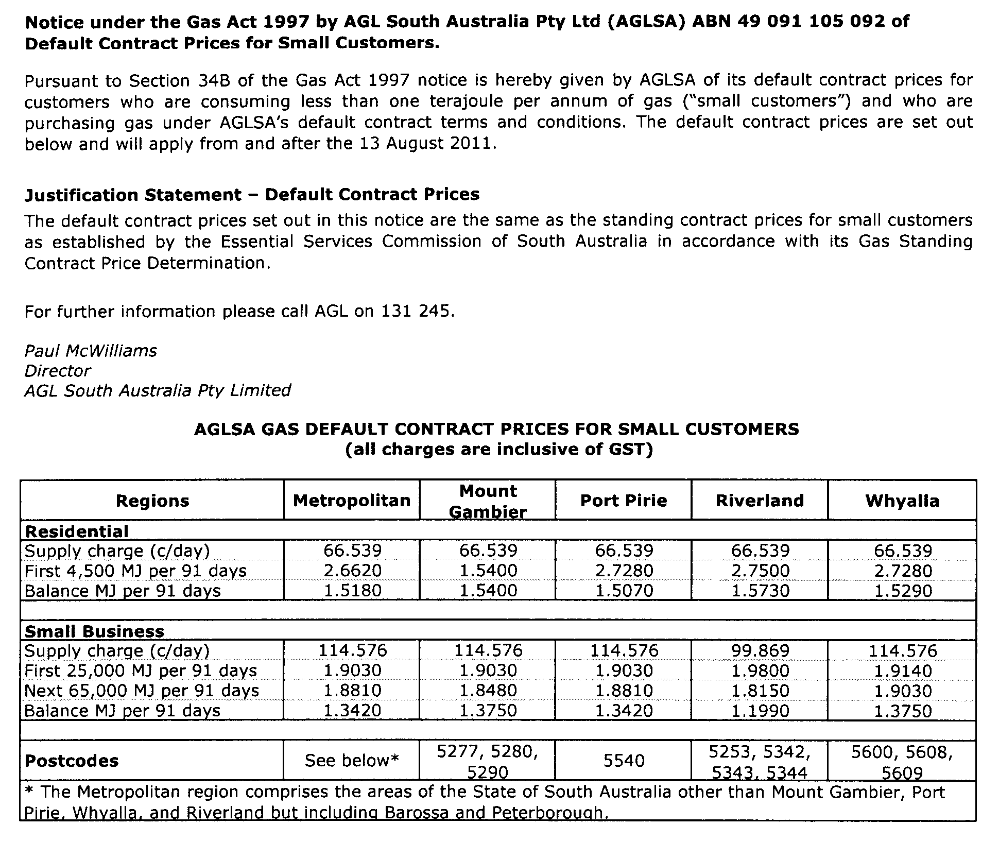 Notice under the Gas Act 1997 by AGL South Australia Pty Ltd (AGLSA) ABN 49 091 105 092 of
Default Contract Prices for Small Customers.
Pursuant to Section 34B of the Gas Act 1997 notice is hereby given by AGLSA of its default contract prices for
customers who are consuming less than one terajoule per annum of gas ("small customers") and who are
purchasing gas under AGLSA's default contract terms and conditions. The default contract prices are set out
below and will apply from and after the 13 August 2011.
Justification Statement – Default Contract Prices
The default contract prices set out in this notice are the same as the standing contract prices for small customers
as established by the Essential Services Commission of South Australia in accordance with its Gas Standing
Contract Price Determination.
For further information please call AGL on 131 245.
Paul McWilliams
Director
AGL South Australia Pty Limited
AGLSA GAS DEFAULT CONTRACT PRICES FOR SMALL CUSTOMERS
(all charges are inclusive of GST)
Regions Metropolitan Mount Gambier Port Pirie Riverland Whyalla
Residential
Supply charge (c/day) 66.539 66.539 66.539 66.539 66.539
First 4,500 MJ per 91 days 2.6620 1.5400 2.7280 2.7500 2.7280
Balance MJ per 91 days 1.5180 1.5400 1.5070 1.5730 1.5290
Small Business
Supply charge (c/day) 114.576 114.576 114.576 99.869 114.576
First 25,000 MJ per 91 days 1.9030 1.9030 1.9030 1.9800 1.9140
Next 65,000 MJ per 91 days 1.8810 1.8480 1.8810 1.8150 1.9030
Balance MJ per 91 days 1.3420 1.3750 1.3420 1.1990 1.3750
Postcodes See below* 5277, 5280, 5290 5540 5253, 5342, 5343, 5344 5600, 5608, 5609
* The Metropolitan region comprises the areas of the State of South Australia other than Mount Gambier, Port
Pirie, Whyalla, and Riverland but including Barossa and Peterborough.